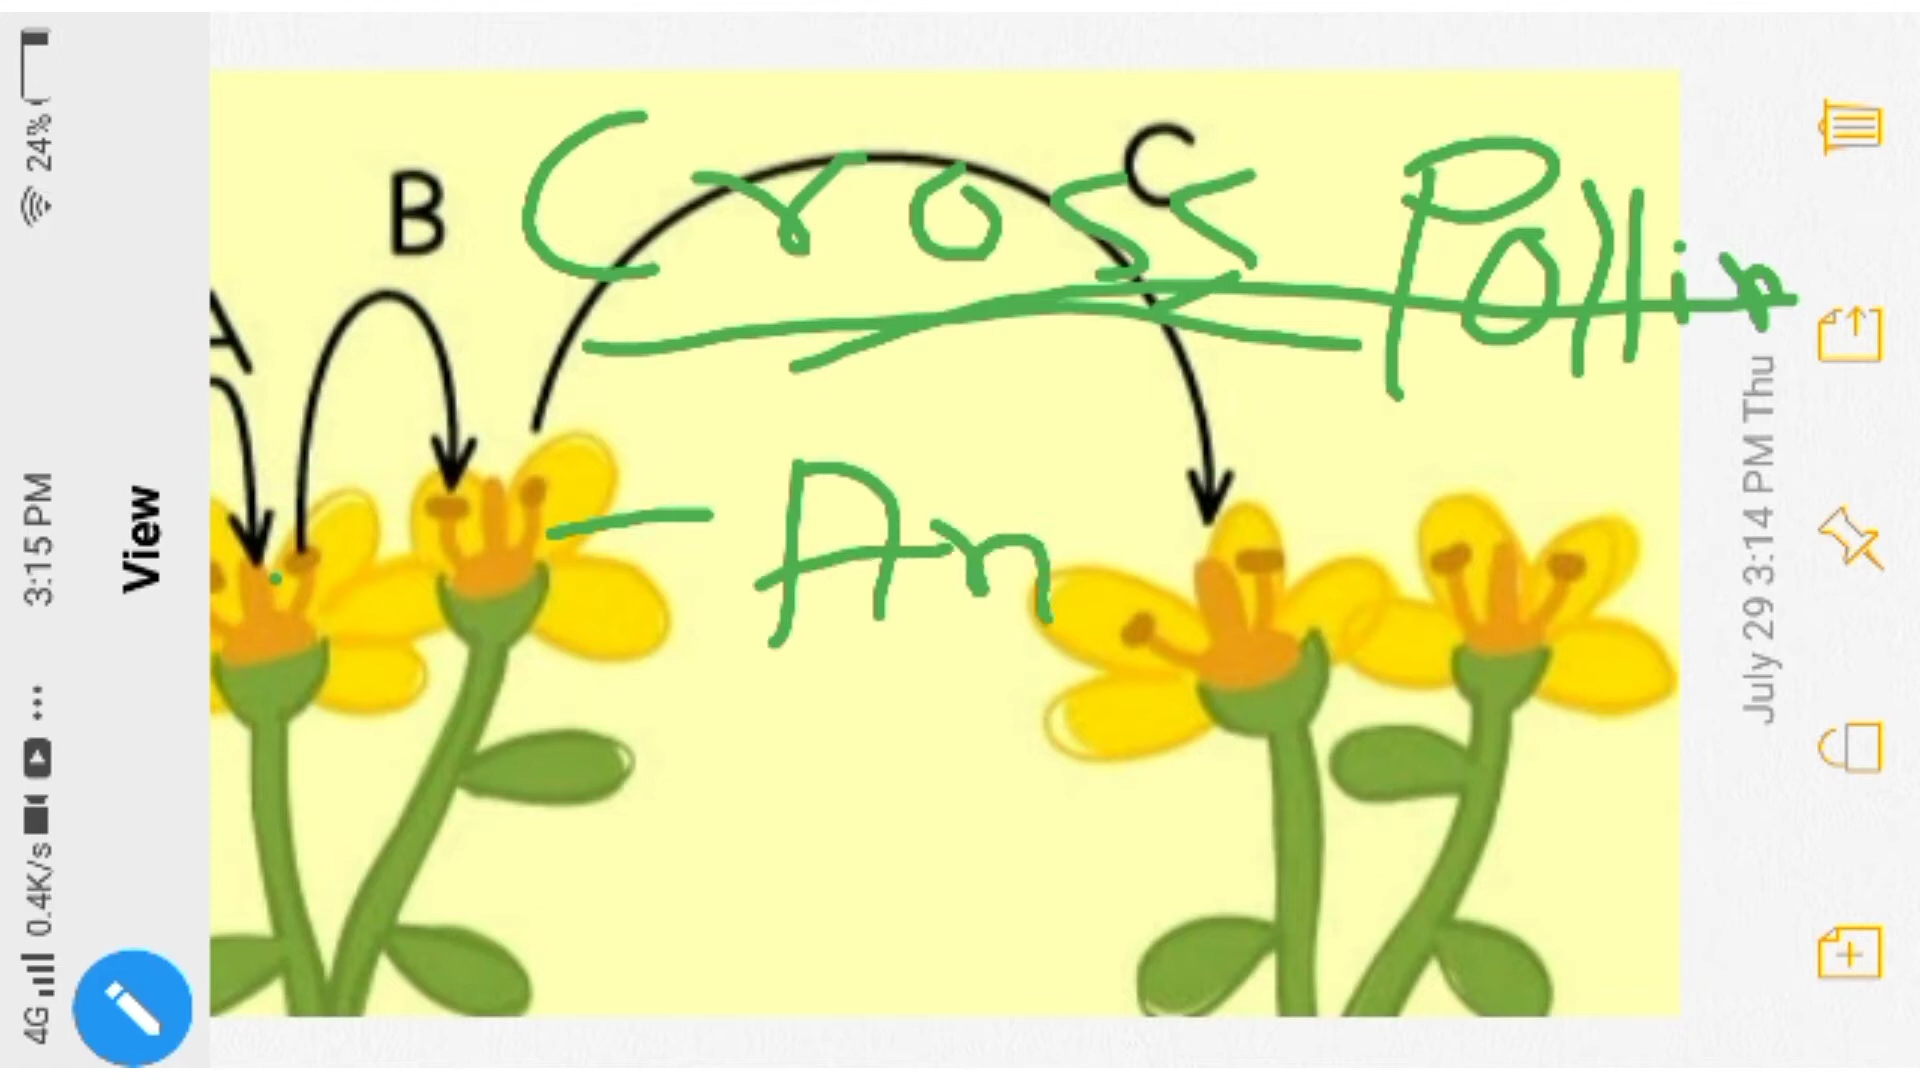 4G 0.4K/s ... 3:15 PM 24%
View
A
B
C
Cross Pollin
An
July 29 3:14 PM Thu